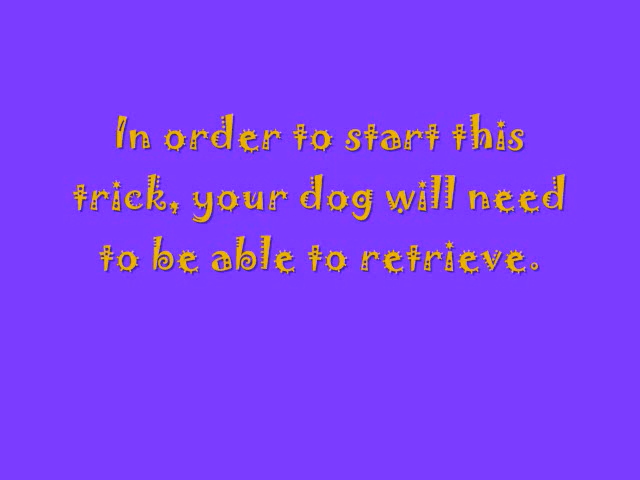 In order to start this
trick, your dog will need
to be able to retrieve.